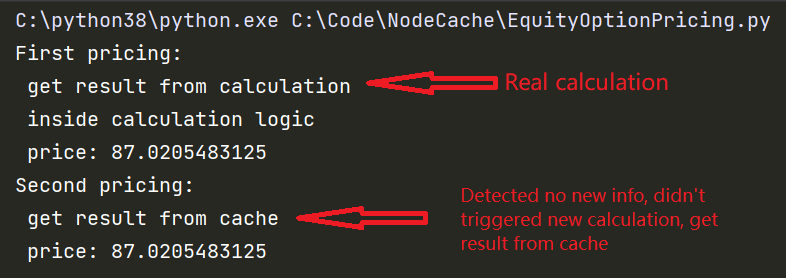 C:\python38\python.exe C:\Code\NodeCache\EquityOptionPricing.py
First pricing:
get result from calculation
Real calculation
inside calculation logic
price: 87.0205483125
Second pricing:
get result from cache
price: 87.0205483125
Detected no new info, didn't
triggered new calculation, get
result from cache